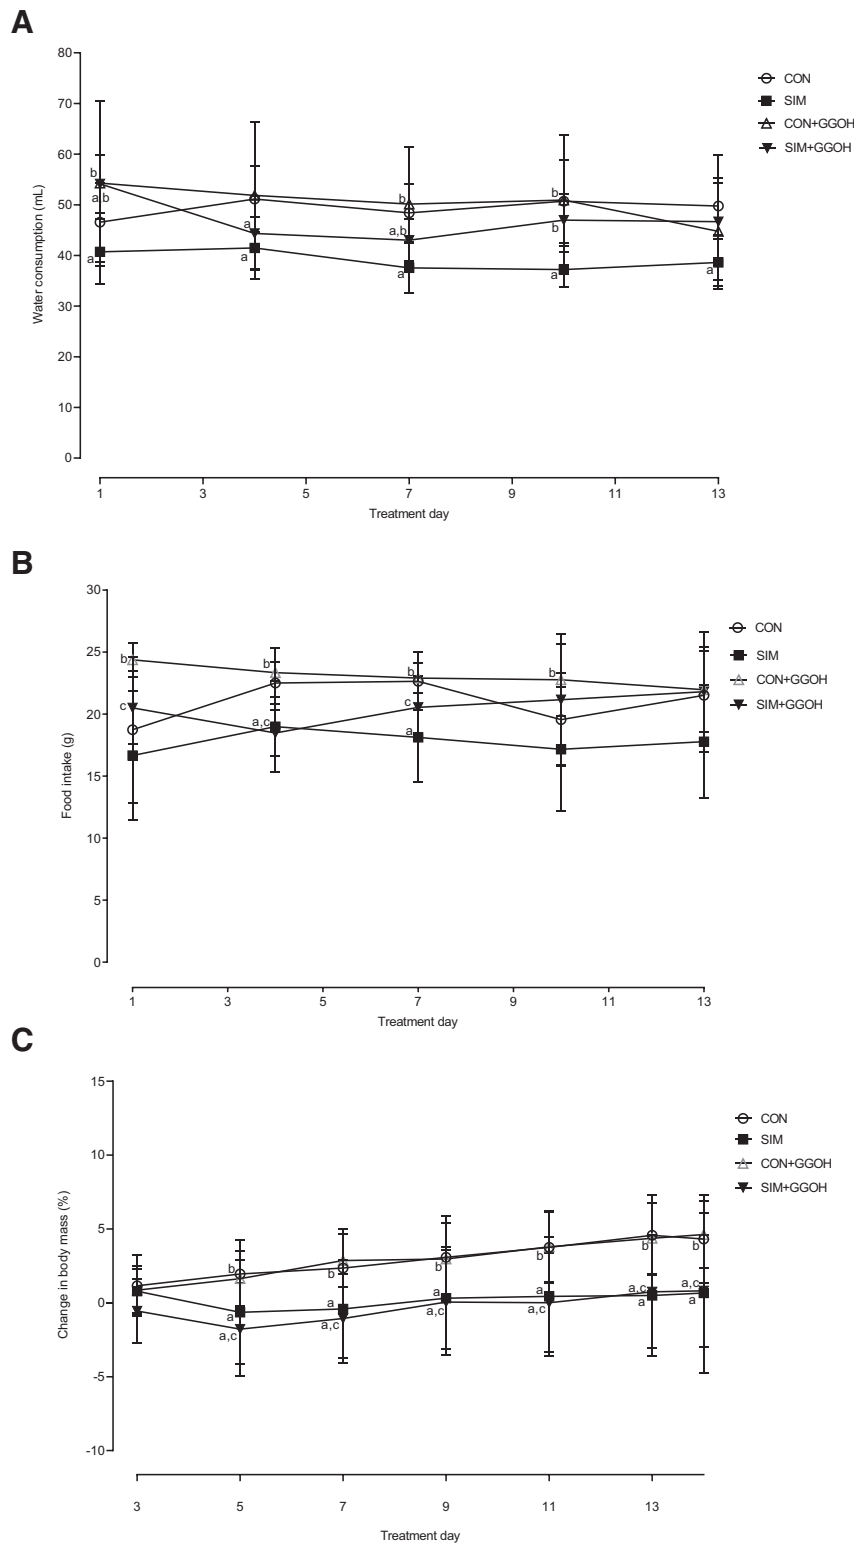 A
80
70
60
50
40
30
20
10
0
Water consumption (mL)
b
a,b
a
a
a
b
a,b
a
b
b
a
a
1 3 5 7 9 11 13
Treatment day
CON
SIM
CON+GGOH
SIM+GGOH
B
30
25
20
15
10
5
0
Food intake (g)
b
c
b
a,c
b
c
a
b
1 3 5 7 9 11 13
Treatment day
CON
SIM
CON+GGOH
SIM+GGOH
C
15
10
5
0
-5
-10
Change in body mass (%)
b
a
a,c
b
a
a,c
b
a
a,c
b
a
a,c
b
a,c
a
b
a,c
a
3 5 7 9 11 13
Treatment day
CON
SIM
CON+GGOH
SIM+GGOH